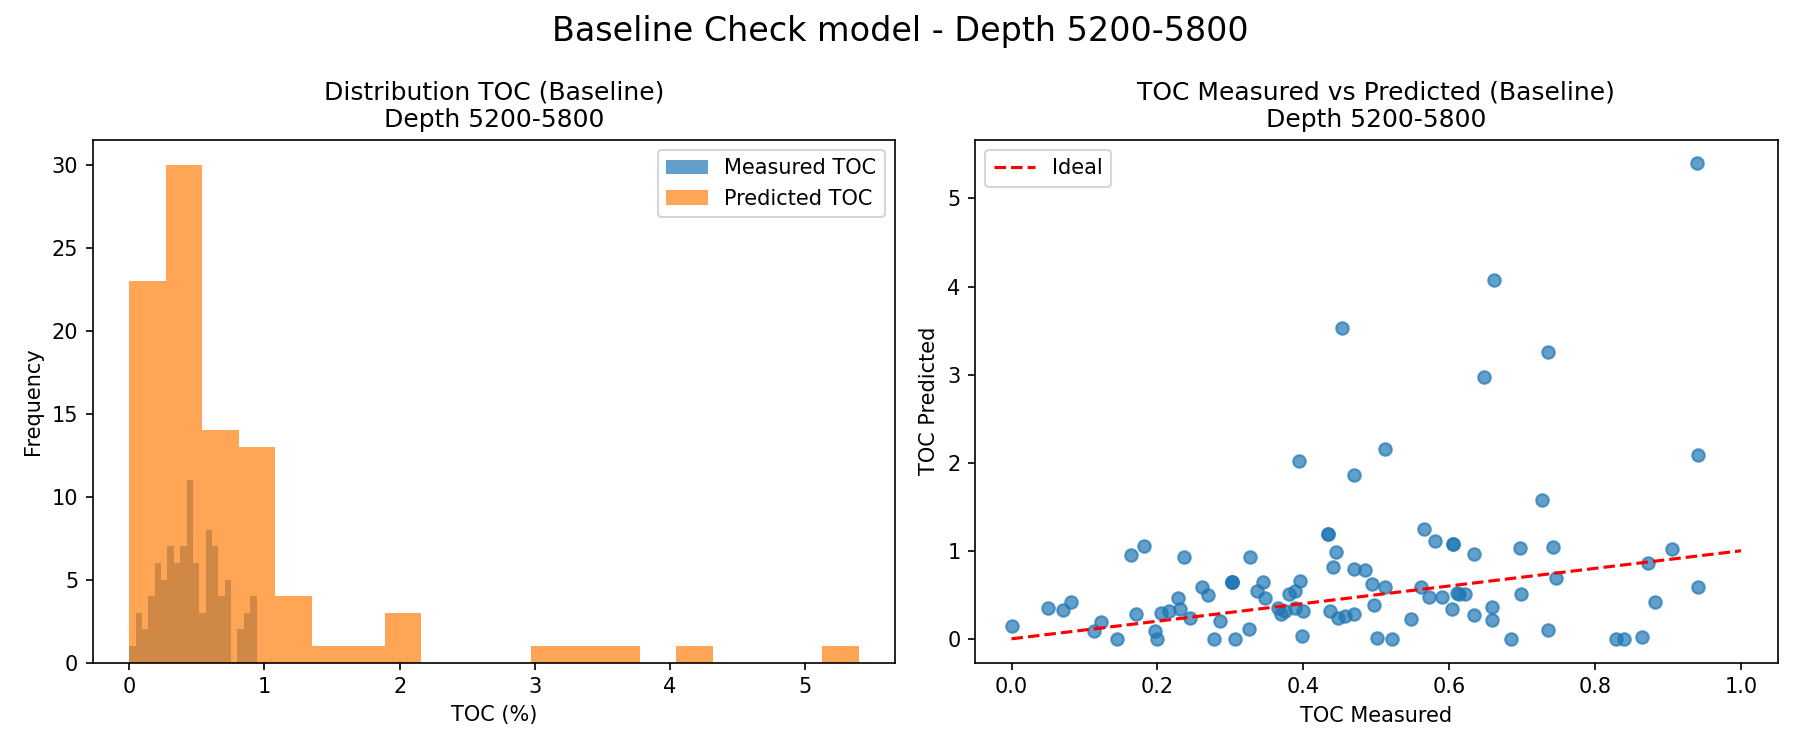 Baseline Check model - Depth 5200-5800
Distribution TOC (Baseline)
Depth 5200-5800
Measured TOC
Predicted TOC
Frequency
30
25
20
15
10
5
0
0 1 2 3 4 5
TOC (%)
TOC Measured vs Predicted (Baseline)
Depth 5200-5800
Ideal
TOC Predicted
5
4
3
2
1
0
0.0 0.2 0.4 0.6 0.8 1.0
TOC Measured